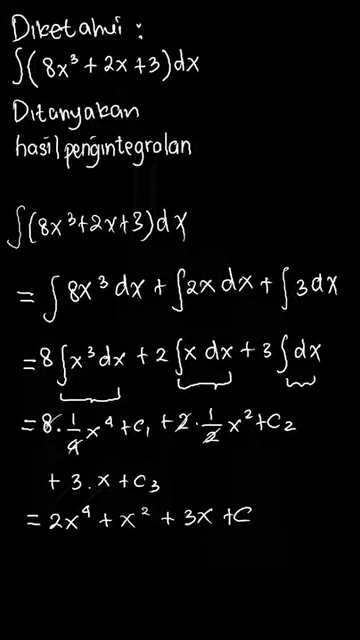 Diketahui :
∫(8x³ + 2x + 3) dx
Ditanyakan
hasil pengintegralan
∫(8x³+2x+3) dx
= ∫ 8x³ dx + ∫ 2x dx + ∫ 3 dx
= 8 ∫ x³ dx + 2 ∫ x dx + 3 ∫ dx
= 8 . 1/4 x⁴ + C₁ + 2 . 1/2 x² + C₂
+ 3 . x + C₃
= 2x⁴ + x² + 3x + C